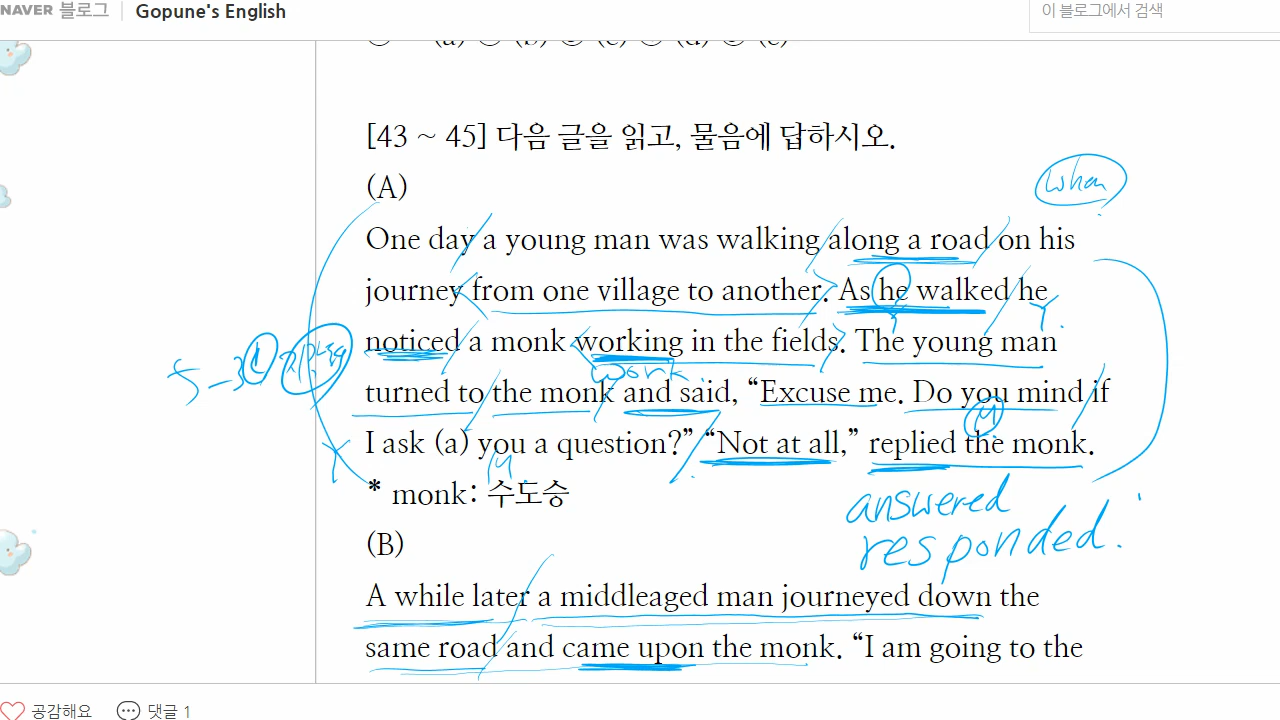 NAVER 블로그 | Gopune's English
이 블로그에서 검색
(a) (b) (c) (d) (e)
[43 ~ 45] 다음 글을 읽고, 물음에 답하시오.
(A)
when
One day a young man was walking along a road on his
journey from one village to another. As he walked he
Y Y.
noticed a monk working in the fields. The young man
work
turned to the monk and said, “Excuse me. Do you mind if
M
I ask (a) you a question?” “Not at all,” replied the monk.
Y
M.
* monk: 수도승
answered
(B)
responded.
A while later a middleaged man journeyed down the
same road and came upon the monk. “I am going to the
공감해요 댓글 1